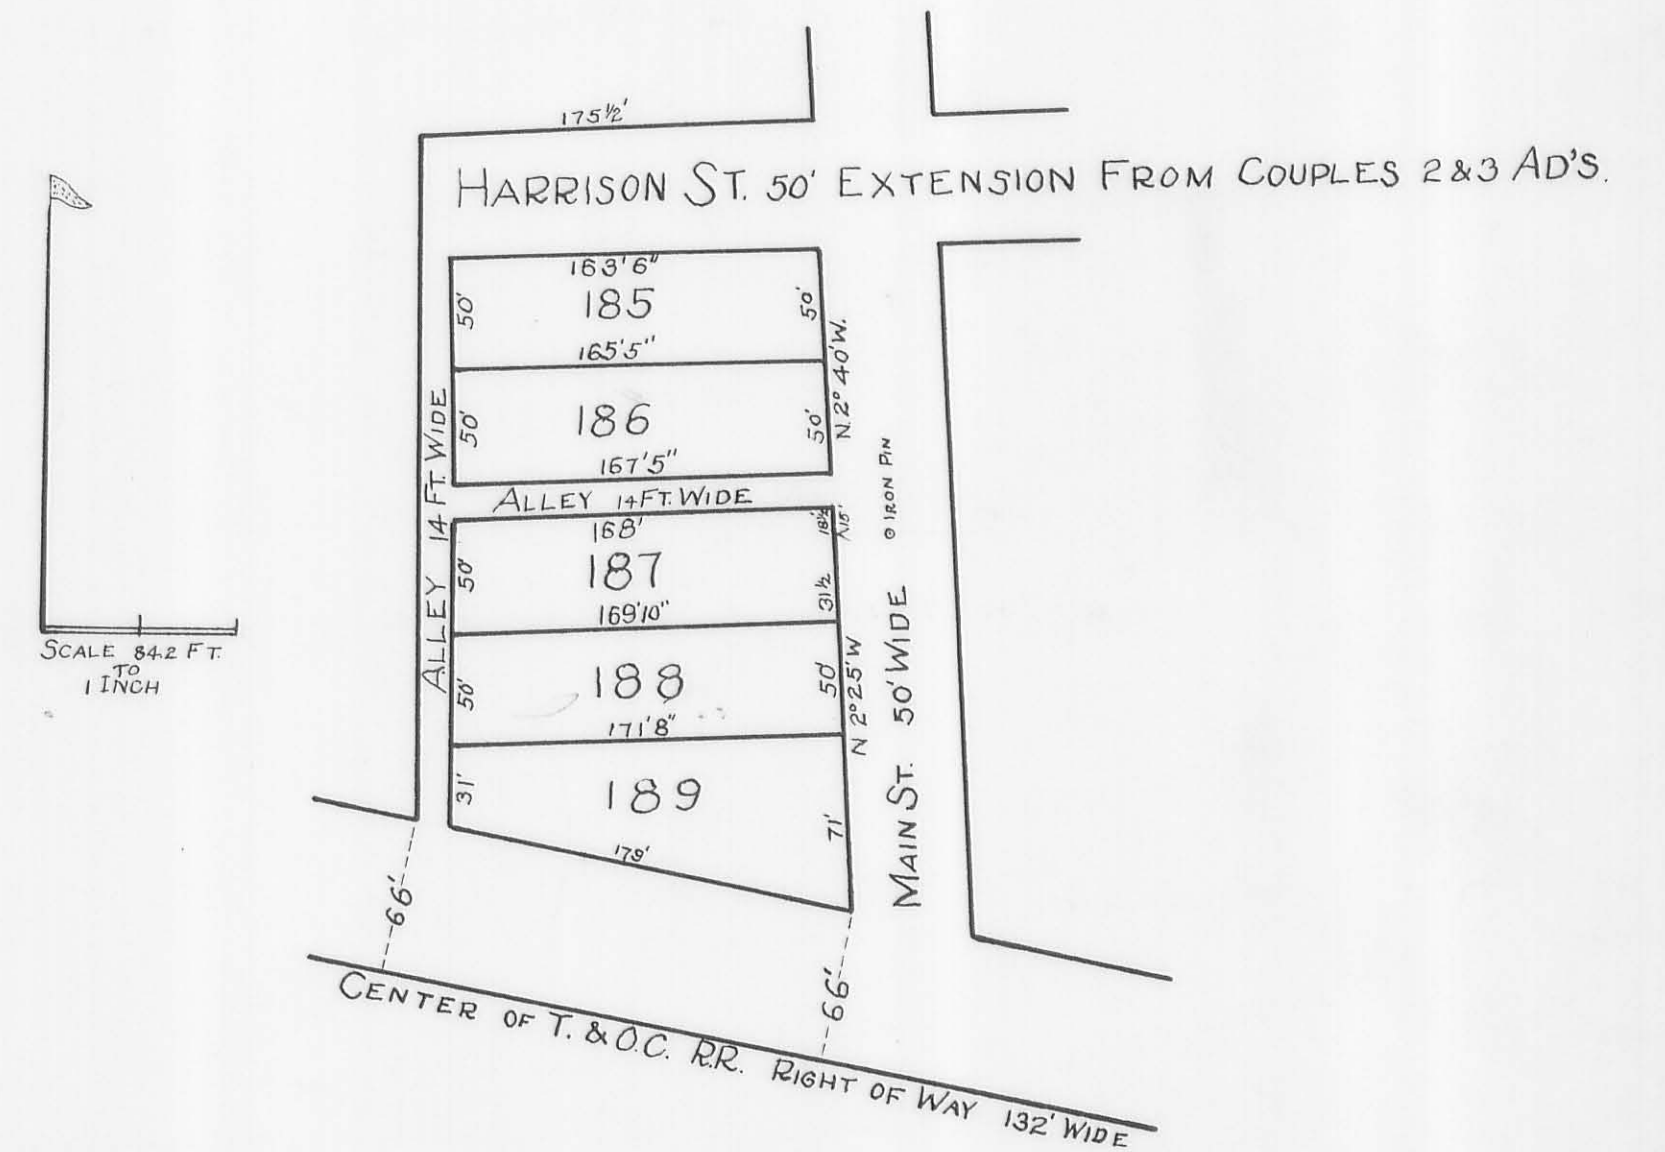 175½'
HARRISON ST. 50' EXTENSION FROM COUPLES 2 & 3 AD'S.
163'6"
50'
185
50'
165'5"
N. 2° 40' W.
50'
186
50'
167'5"
ALLEY 14 FT. WIDE
ALLEY 14 FT. WIDE
⊙ IRON PIN
168'
18½'
50'
187
31½
169'10"
50'
188
50'
N 2° 25' W
171'8"
MAIN ST. 50' WIDE
31'
189
71'
179'
66'
66'
CENTER OF T. & O.C. R.R. RIGHT OF WAY 132' WIDE
SCALE 84.2 FT.
TO
1 INCH